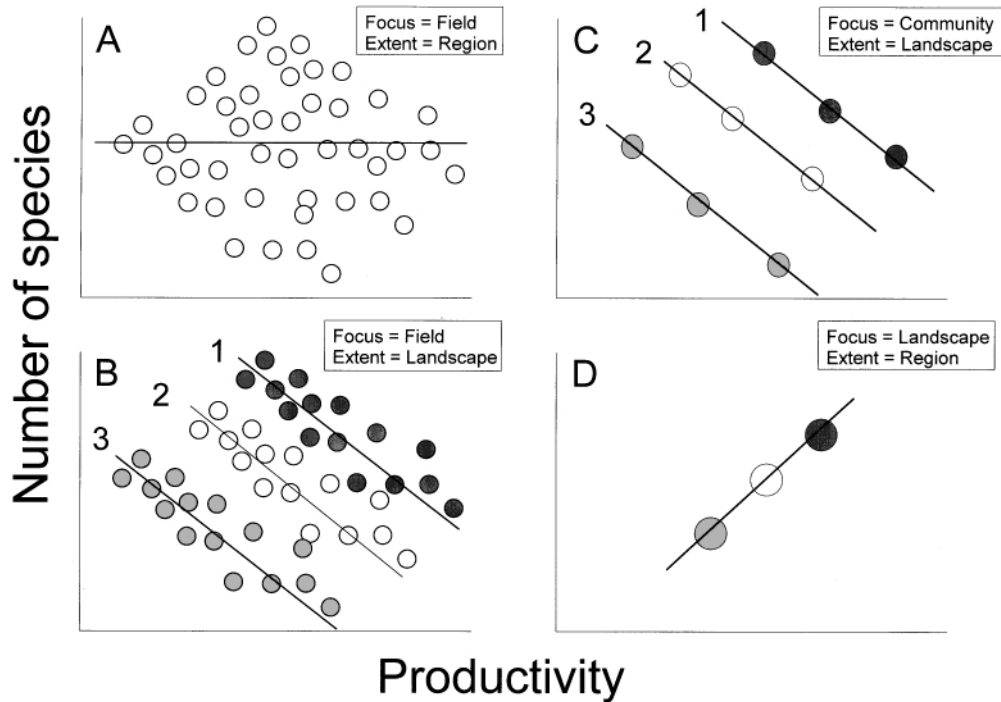 Number of species
A
Focus = Field
Extent = Region
C
Focus = Community
Extent = Landscape
1
2
3
B
Focus = Field
Extent = Landscape
1
2
3
D
Focus = Landscape
Extent = Region
Productivity